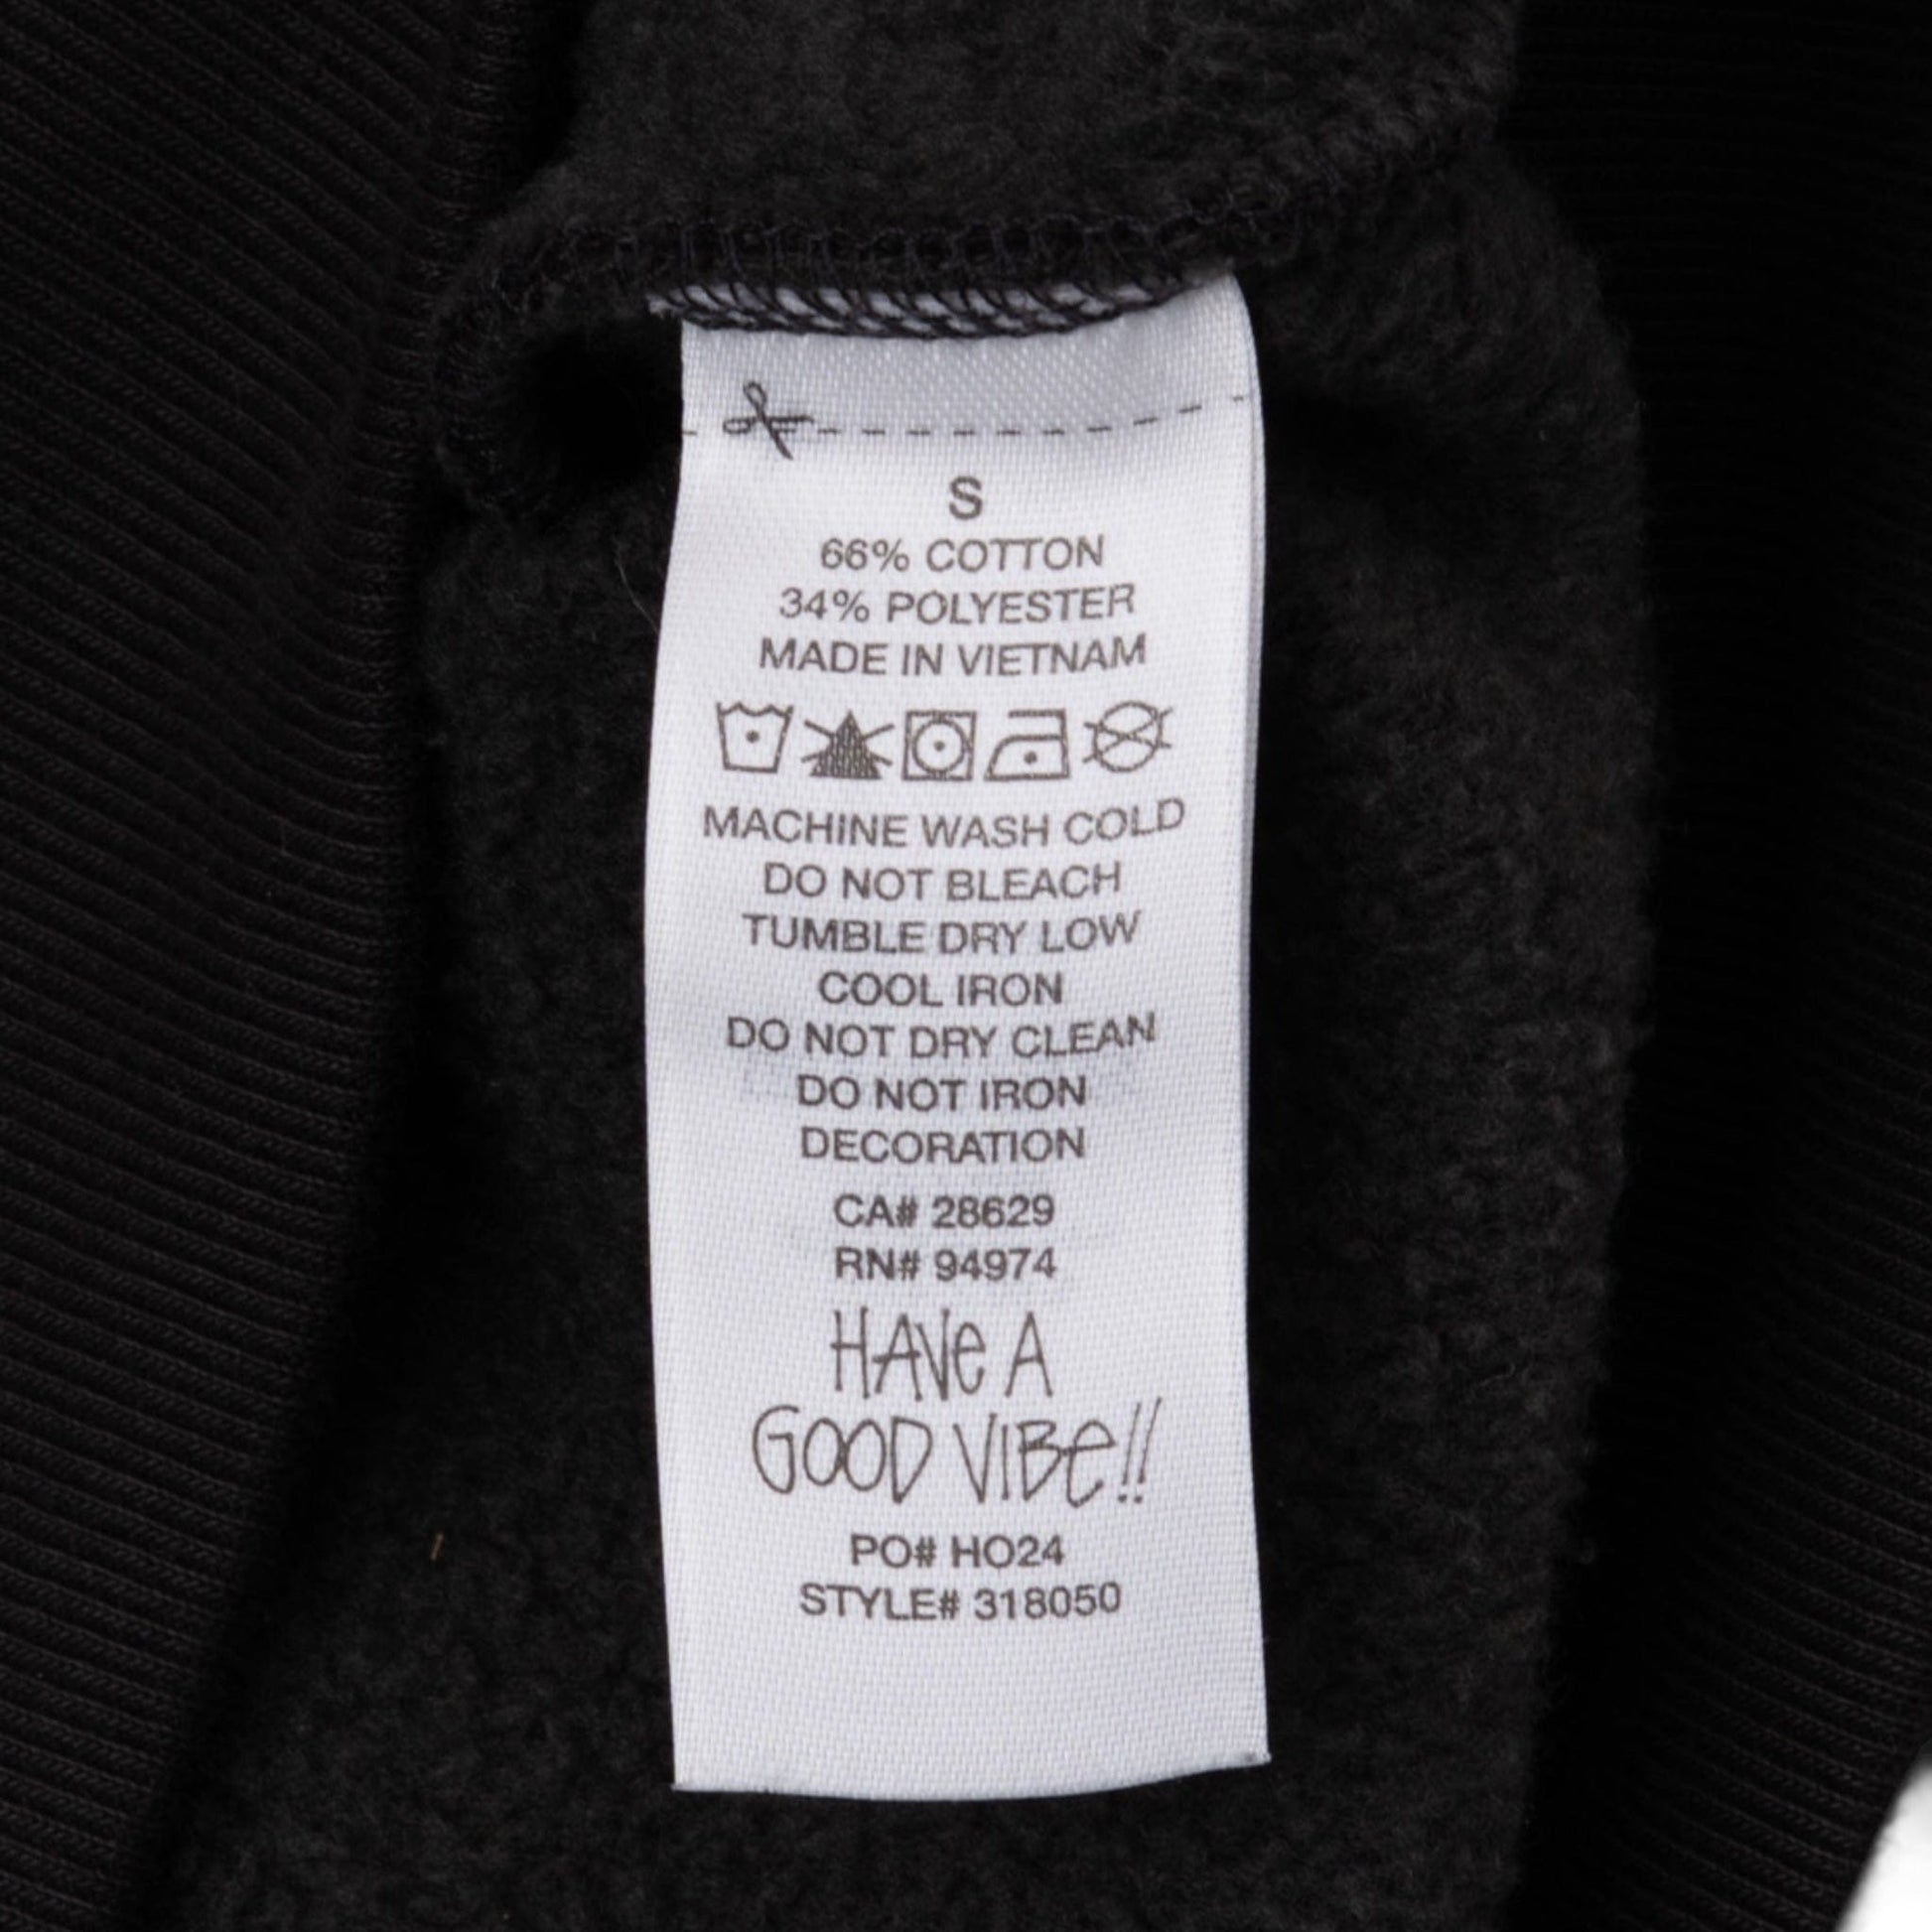 S
66% COTTON
34% POLYESTER
MADE IN VIETNAM
MACHINE WASH COLD
DO NOT BLEACH
TUMBLE DRY LOW
COOL IRON
DO NOT DRY CLEAN
DO NOT IRON
DECORATION
CA# 28629
RN# 94974
HAVe A
GOOD VIBe!!
PO# HO24
STYLE# 318050